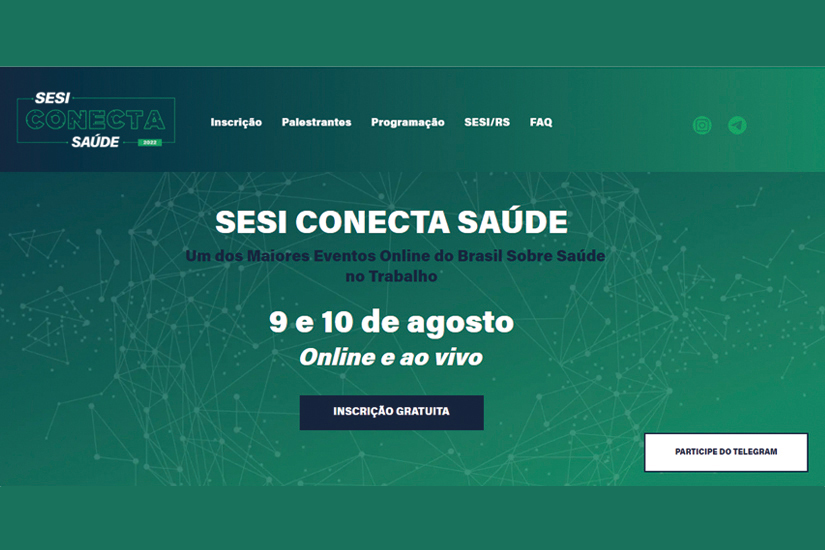 SESI
CONECTA
SAÚDE 2022
Inscrição Palestrantes Programação SESI/RS FAQ
SESI CONECTA SAÚDE
Um dos Maiores Eventos Online do Brasil Sobre Saúde
no Trabalho
9 e 10 de agosto
Online e ao vivo
INSCRIÇÃO GRATUITA
PARTICIPE DO TELEGRAM